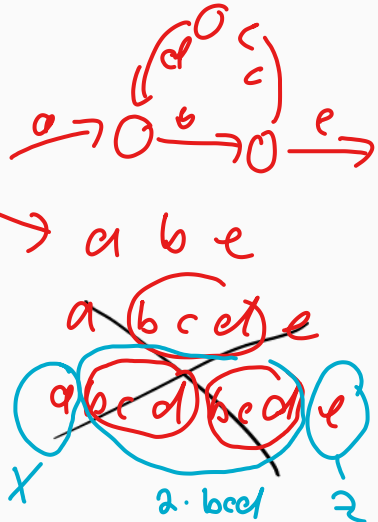 d c
a b e
a b e
a b c d e
a b c d b c d e
x 2·bcd z